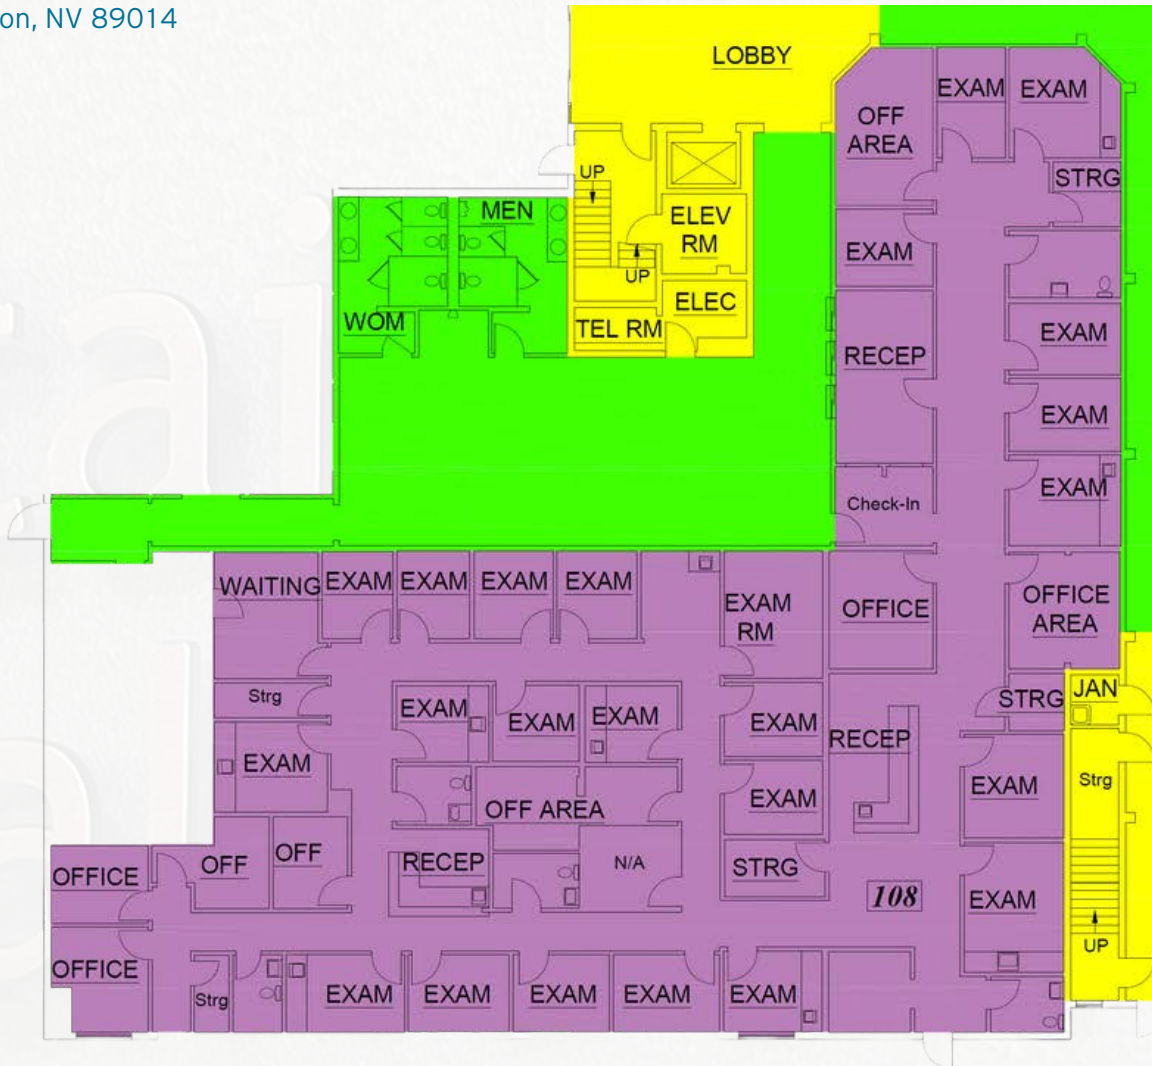 on, NV 89014
LOBBY
EXAM
EXAM
OFF
AREA
UP
STRG
MEN
ELEV
RM
EXAM
UP
ELEC
WOM
TEL RM
RECEP
EXAM
EXAM
EXAM
Check-In
WAITING
EXAM
EXAM
EXAM
EXAM
EXAM
RM
OFFICE
OFFICE
AREA
Strg
EXAM
EXAM
EXAM
EXAM
STRG
JAN
RECEP
EXAM
EXAM
Strg
EXAM
OFF AREA
OFF
OFF
RECEP
N/A
STRG
OFFICE
108
EXAM
UP
OFFICE
Strg
EXAM
EXAM
EXAM
EXAM
EXAM